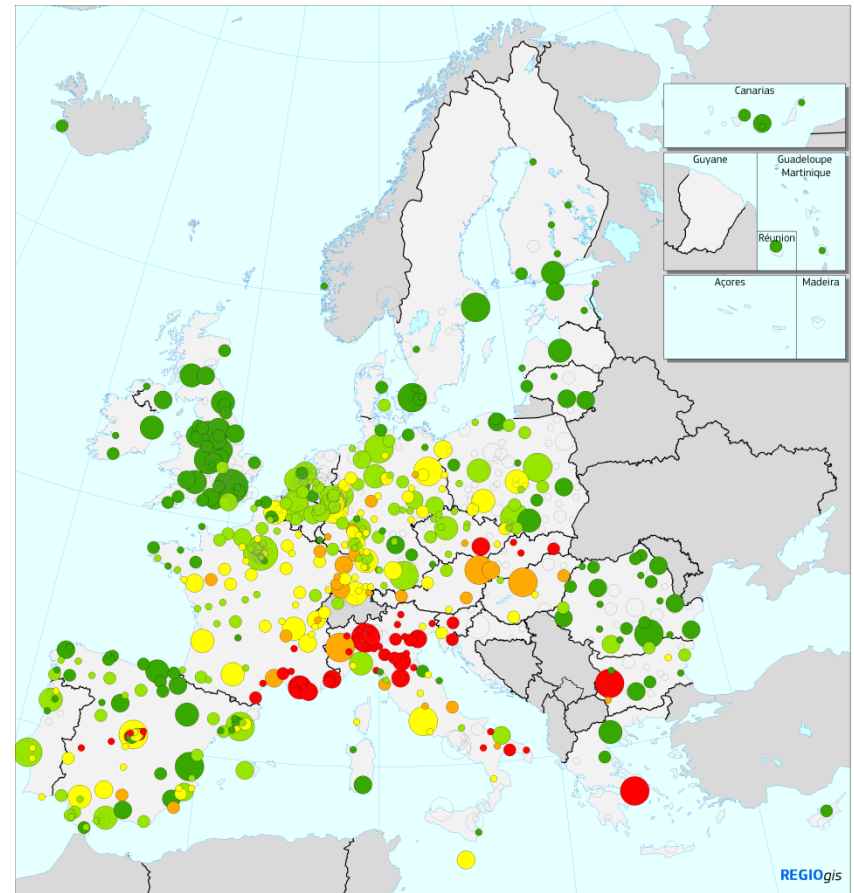 Canarias
Guyane
Guadeloupe
Martinique
Réunion
Açores
Madeira
REGIOgis